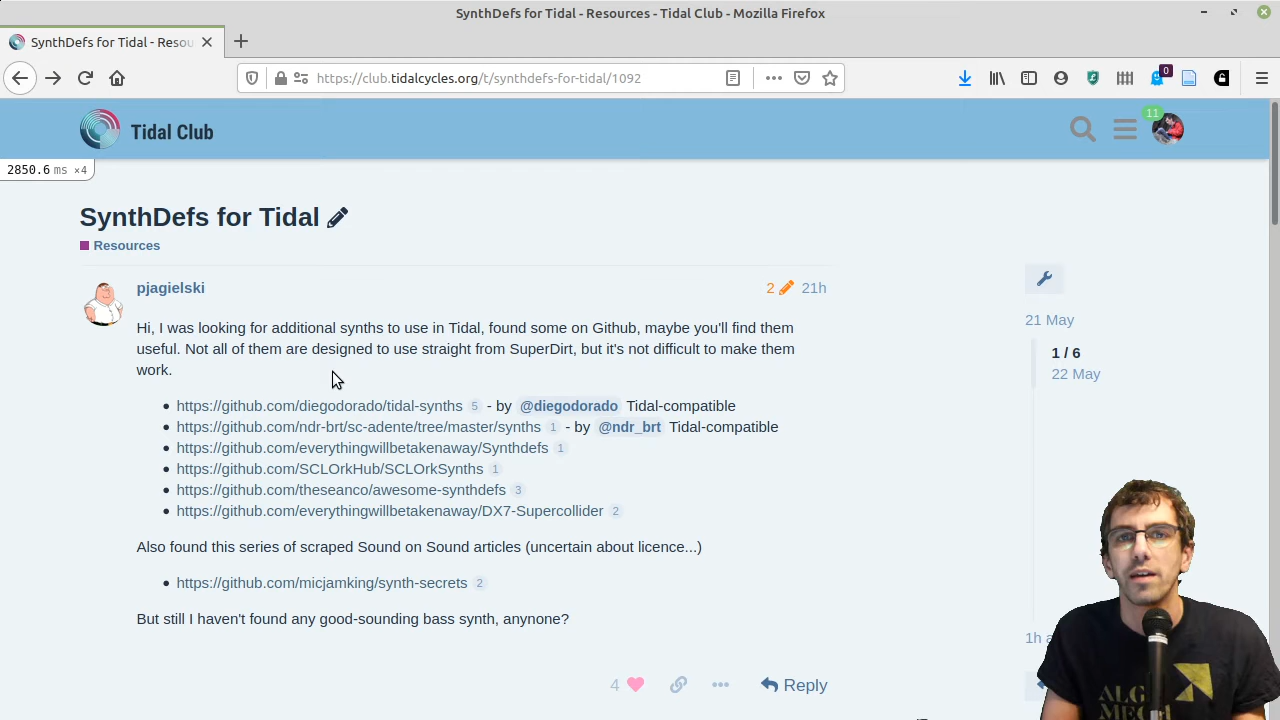 SynthDefs for Tidal - Resources - Tidal Club - Mozilla Firefox
SynthDefs for Tidal - Resou
https://club.tidalcycles.org/t/synthdefs-for-tidal/1092
0
Tidal Club
11
2850.6 ms ×4
SynthDefs for Tidal
Resources
pjagielski
2 21h
Hi, I was looking for additional synths to use in Tidal, found some on Github, maybe you'll find them
useful. Not all of them are designed to use straight from SuperDirt, but it's not difficult to make them
work.
https://github.com/diegodorado/tidal-synths 5 - by @diegodorado Tidal-compatible
https://github.com/ndr-brt/sc-adente/tree/master/synths 1 - by @ndr_brt Tidal-compatible
https://github.com/everythingwillbetakenaway/Synthdefs 1
https://github.com/SCLOrkHub/SCLOrkSynths 1
https://github.com/theseanco/awesome-synthdefs 3
https://github.com/everythingwillbetakenaway/DX7-Supercollider 2
Also found this series of scraped Sound on Sound articles (uncertain about licence...)
https://github.com/micjamking/synth-secrets 2
But still I haven't found any good-sounding bass synth, anynone?
4
Reply
21 May
1 / 6
22 May
1h
ALG